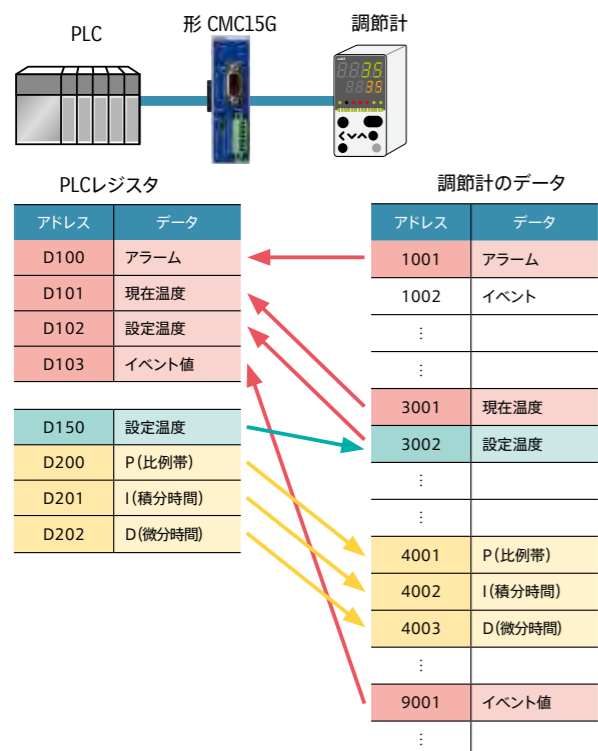 PLC
形 CMC15G
調節計
PLCレジスタ
アドレス データ
D100 アラーム
D101 現在温度
D102 設定温度
D103 イベント値
D150 設定温度
D200 P(比例帯)
D201 I(積分時間)
D202 D(微分時間)
調節計のデータ
アドレス データ
1001 アラーム
1002 イベント
⋮
⋮
3001 現在温度
3002 設定温度
⋮
⋮
4001 P(比例帯)
4002 I(積分時間)
4003 D(微分時間)
⋮
9001 イベント値
⋮